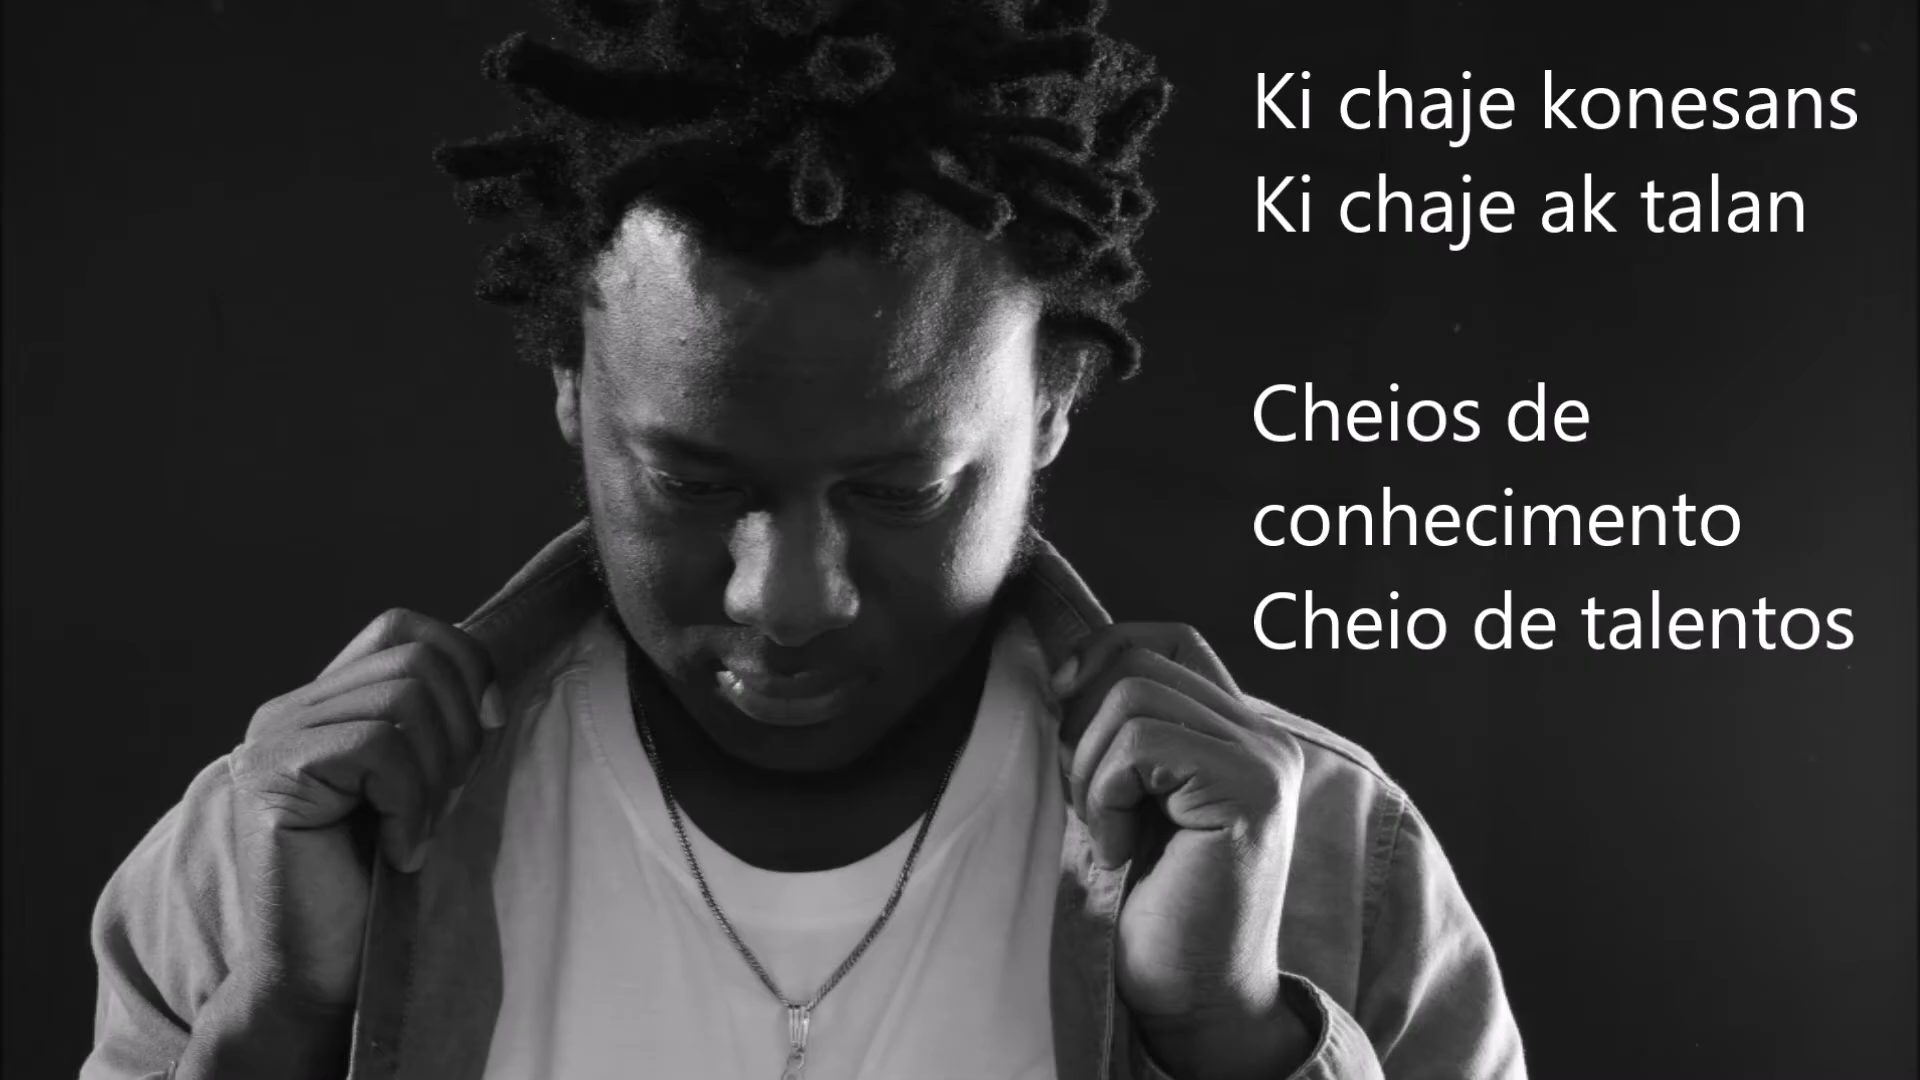 Ki chaje konesans
Ki chaje ak talan
Cheios de
conhecimento
Cheio de talentos